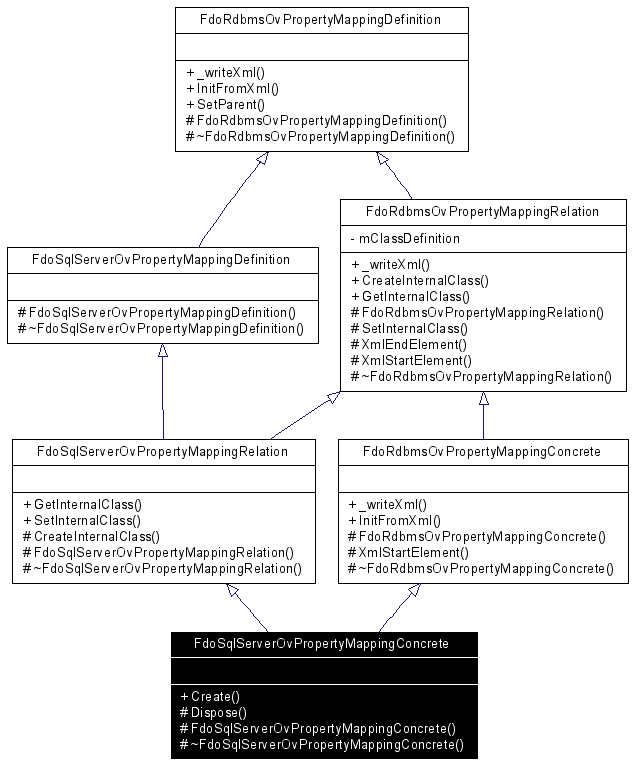 FdoRdbmsOvPropertyMappingDefinition
+ _writeXml()
+ InitFromXml()
+ SetParent()
# FdoRdbmsOvPropertyMappingDefinition()
# ~FdoRdbmsOvPropertyMappingDefinition()
FdoRdbmsOvPropertyMappingRelation
- mClassDefinition
+ _writeXml()
+ CreateInternalClass()
+ GetInternalClass()
# FdoRdbmsOvPropertyMappingRelation()
# SetInternalClass()
# XmlEndElement()
# XmlStartElement()
# ~FdoRdbmsOvPropertyMappingRelation()
FdoSqlServerOvPropertyMappingDefinition
# FdoSqlServerOvPropertyMappingDefinition()
# ~FdoSqlServerOvPropertyMappingDefinition()
FdoSqlServerOvPropertyMappingRelation
+ GetInternalClass()
+ SetInternalClass()
# CreateInternalClass()
# FdoSqlServerOvPropertyMappingRelation()
# ~FdoSqlServerOvPropertyMappingRelation()
FdoRdbmsOvPropertyMappingConcrete
+ _writeXml()
+ InitFromXml()
# FdoRdbmsOvPropertyMappingConcrete()
# XmlStartElement()
# ~FdoRdbmsOvPropertyMappingConcrete()
FdoSqlServerOvPropertyMappingConcrete
+ Create()
# Dispose()
# FdoSqlServerOvPropertyMappingConcrete()
# ~FdoSqlServerOvPropertyMappingConcrete()